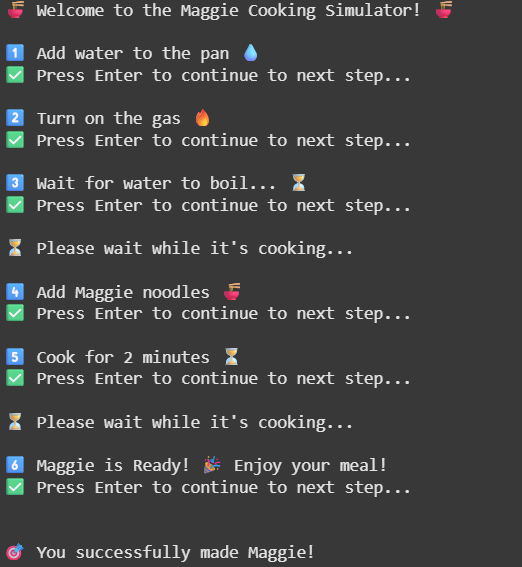 🍜 Welcome to the Maggie Cooking Simulator! 🍜
1️⃣ Add water to the pan 💧
✅ Press Enter to continue to next step...
2️⃣ Turn on the gas 🔥
✅ Press Enter to continue to next step...
3️⃣ Wait for water to boil... ⏳
✅ Press Enter to continue to next step...
⏳ Please wait while it's cooking...
4️⃣ Add Maggie noodles 🍜
✅ Press Enter to continue to next step...
5️⃣ Cook for 2 minutes ⏳
✅ Press Enter to continue to next step...
⏳ Please wait while it's cooking...
6️⃣ Maggie is Ready! 🎉 Enjoy your meal!
✅ Press Enter to continue to next step...
🎯 You successfully made Maggie!